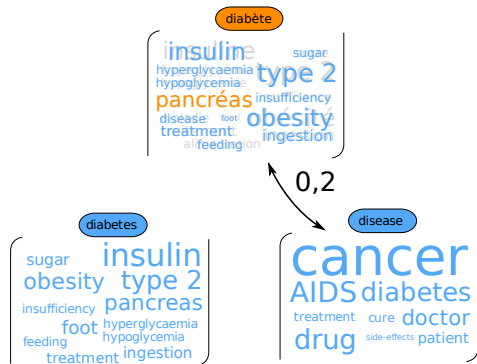 diabète
insulin
sugar
hyperglycaemia
type 2
hypoglycemia
pancréas
insufficiency
disease
foot
obésity
treatment
ingestion
feeding
0,2
diabetes
disease
sugar
insulin
obesity
type 2
insufficiency
pancreas
foot
hyperglycaemia
feeding
hypoglycemia
treatment
ingestion
cancer
AIDS
diabetes
treatment
cure
doctor
drug
side-effects
patient